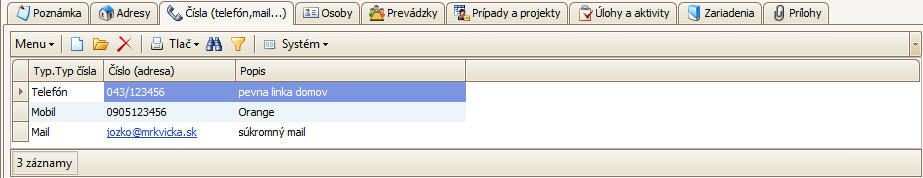 Poznámka Adresy Čísla (telefón,mail...) Osoby Prevádzky Prípady a projekty Úlohy a aktivity Zariadenia Prílohy
Menu Tlač Systém
Typ.Typ čísla Číslo (adresa) Popis
Telefón 043/123456 pevna linka domov
Mobil 0905123456 Orange
Mail jozko@mrkvicka.sk súkromný mail
3 záznamy